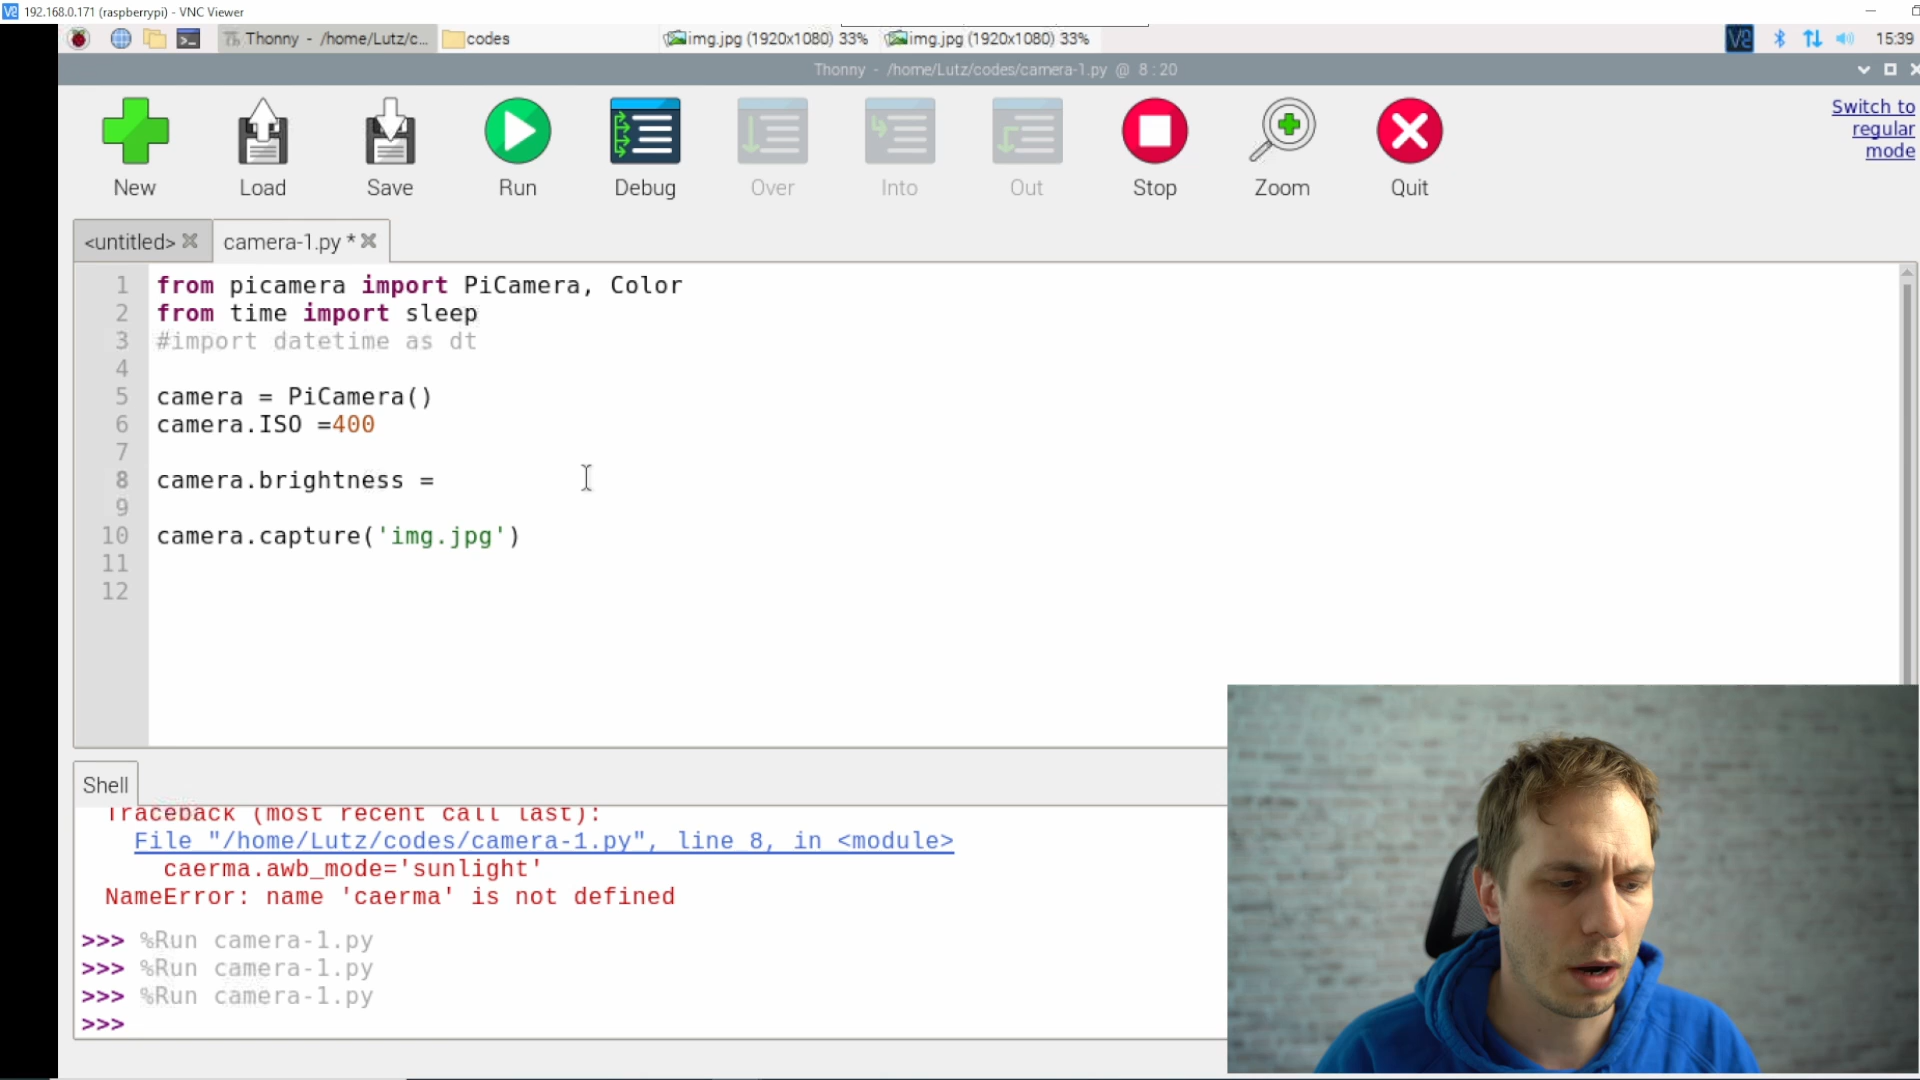 192.168.0.171 (raspberrypi) - VNC Viewer
Thonny - /home/Lutz/c...
codes
img.jpg (1920x1080) 33%
img.jpg (1920x1080) 33%
15:39
Thonny - /home/Lutz/codes/camera-1.py @ 8:20
New
Load
Save
Run
Debug
Over
Into
Out
Stop
Zoom
Quit
Switch to
regular
mode
<untitled>
camera-1.py *
1 from picamera import PiCamera, Color
2 from time import sleep
3 #import datetime as dt
4
5 camera = PiCamera()
6 camera.ISO =400
7
8 camera.brightness =
9
10 camera.capture('img.jpg')
11
12
Shell
Traceback (most recent call last):
File "/home/Lutz/codes/camera-1.py", line 8, in <module>
caerma.awb_mode='sunlight'
NameError: name 'caerma' is not defined
>>> %Run camera-1.py
>>> %Run camera-1.py
>>> %Run camera-1.py
>>>